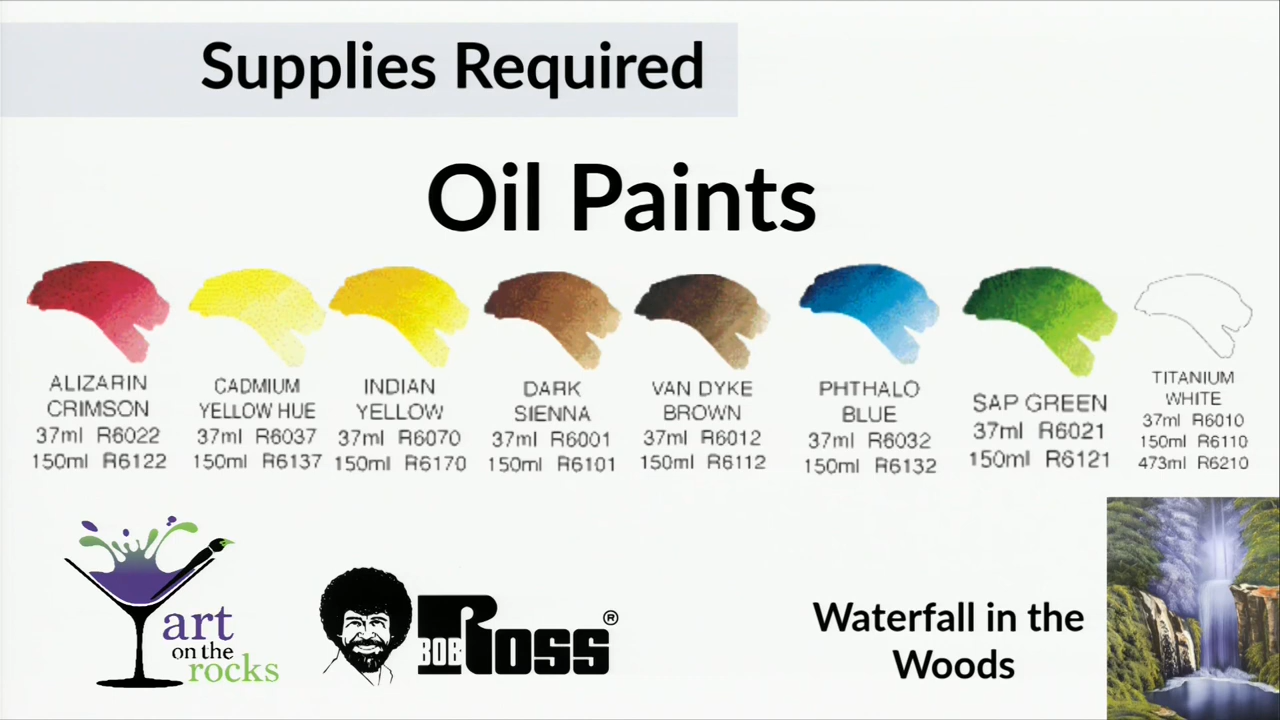 Supplies Required
Oil Paints
ALIZARIN
CRIMSON
37ml R6022
150ml R6122
CADMIUM
YELLOW HUE
37ml R6037
150ml R6137
INDIAN
YELLOW
37ml R6070
150ml R6170
DARK
SIENNA
37ml R6001
150ml R6101
VAN DYKE
BROWN
37ml R6012
150ml R6112
PHTHALO
BLUE
37ml R6032
150ml R6132
SAP GREEN
37ml R6021
150ml R6121
TITANIUM
WHITE
37ml R6010
150ml R6110
473ml R6210
art
on the
rocks
BOB ROSS®
Waterfall in the
Woods